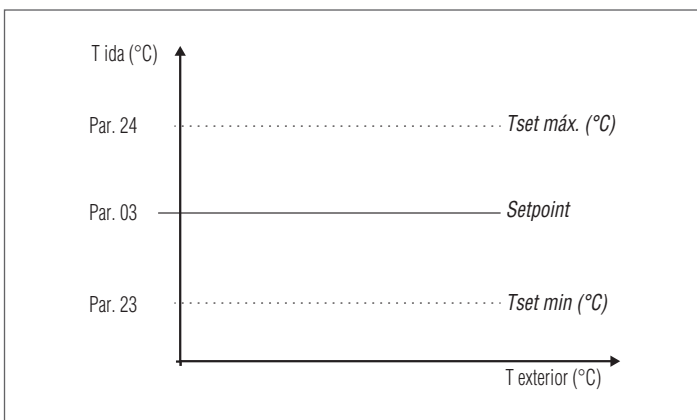 T ida (°C)
Par. 24 Tset máx. (°C)
Par. 03 Setpoint
Par. 23 Tset min (°C)
T exterior (°C)